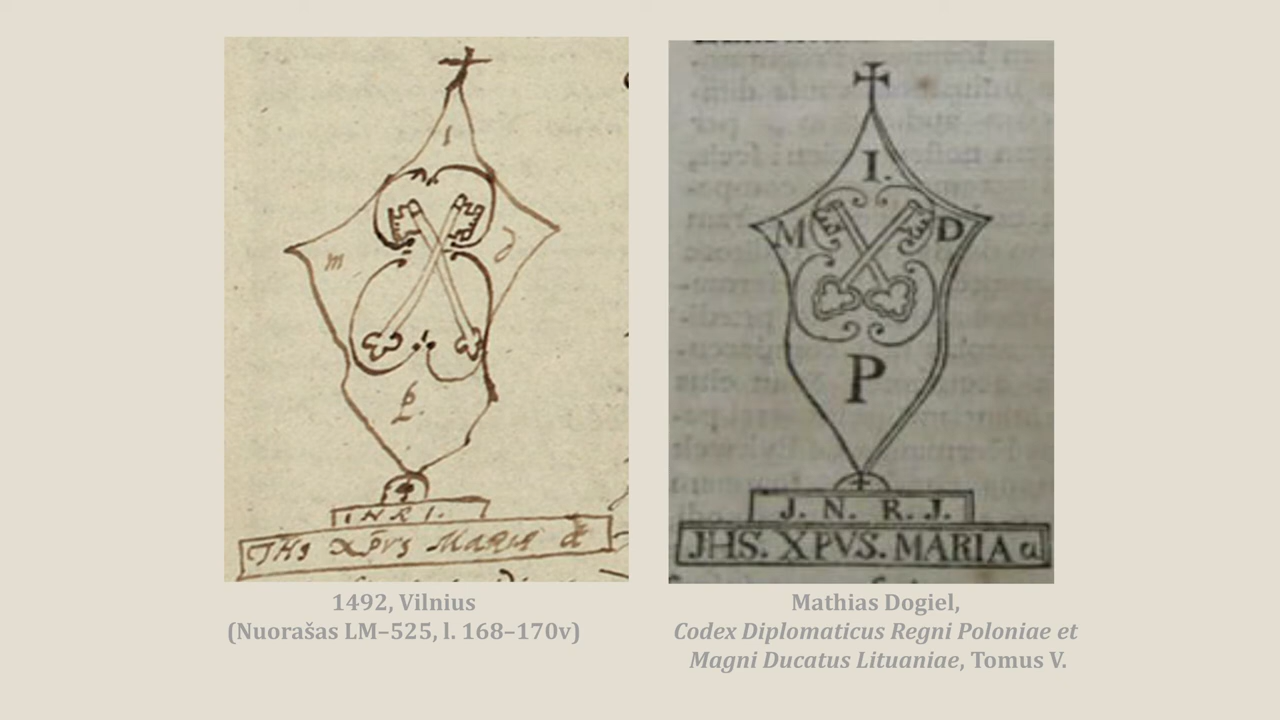 I
m d
p.
INRI.
JHS XPVS MARIA
1492, Vilnius
(Nuorašas LM–525, l. 168–170v)
I.
M D
P
J. N. R. J.
JHS. XPVS. MARIA a
Mathias Dogiel,
Codex Diplomaticus Regni Poloniae et
Magni Ducatus Lituaniae, Tomus V.